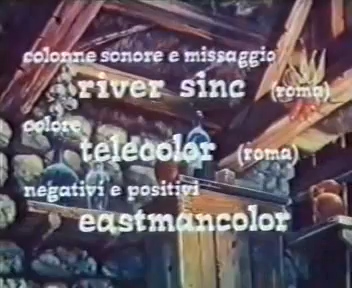 colonne sonore e missaggio
river sinc (roma)
colore
telecolor (roma)
negativi e positivi
eastmancolor